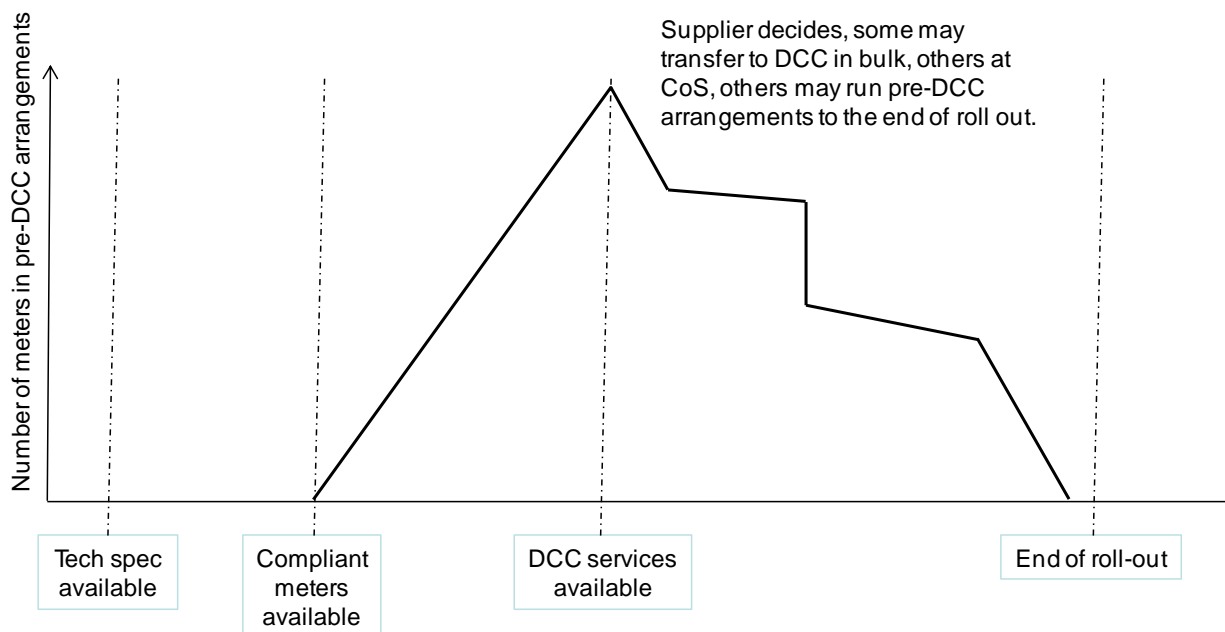 Supplier decides, some may
transfer to DCC in bulk, others at
CoS, others may run pre-DCC
arrangements to the end of roll out.
Number of meters in pre-DCC arrangements
Tech spec
available
Compliant
meters
available
DCC services
available
End of roll-out